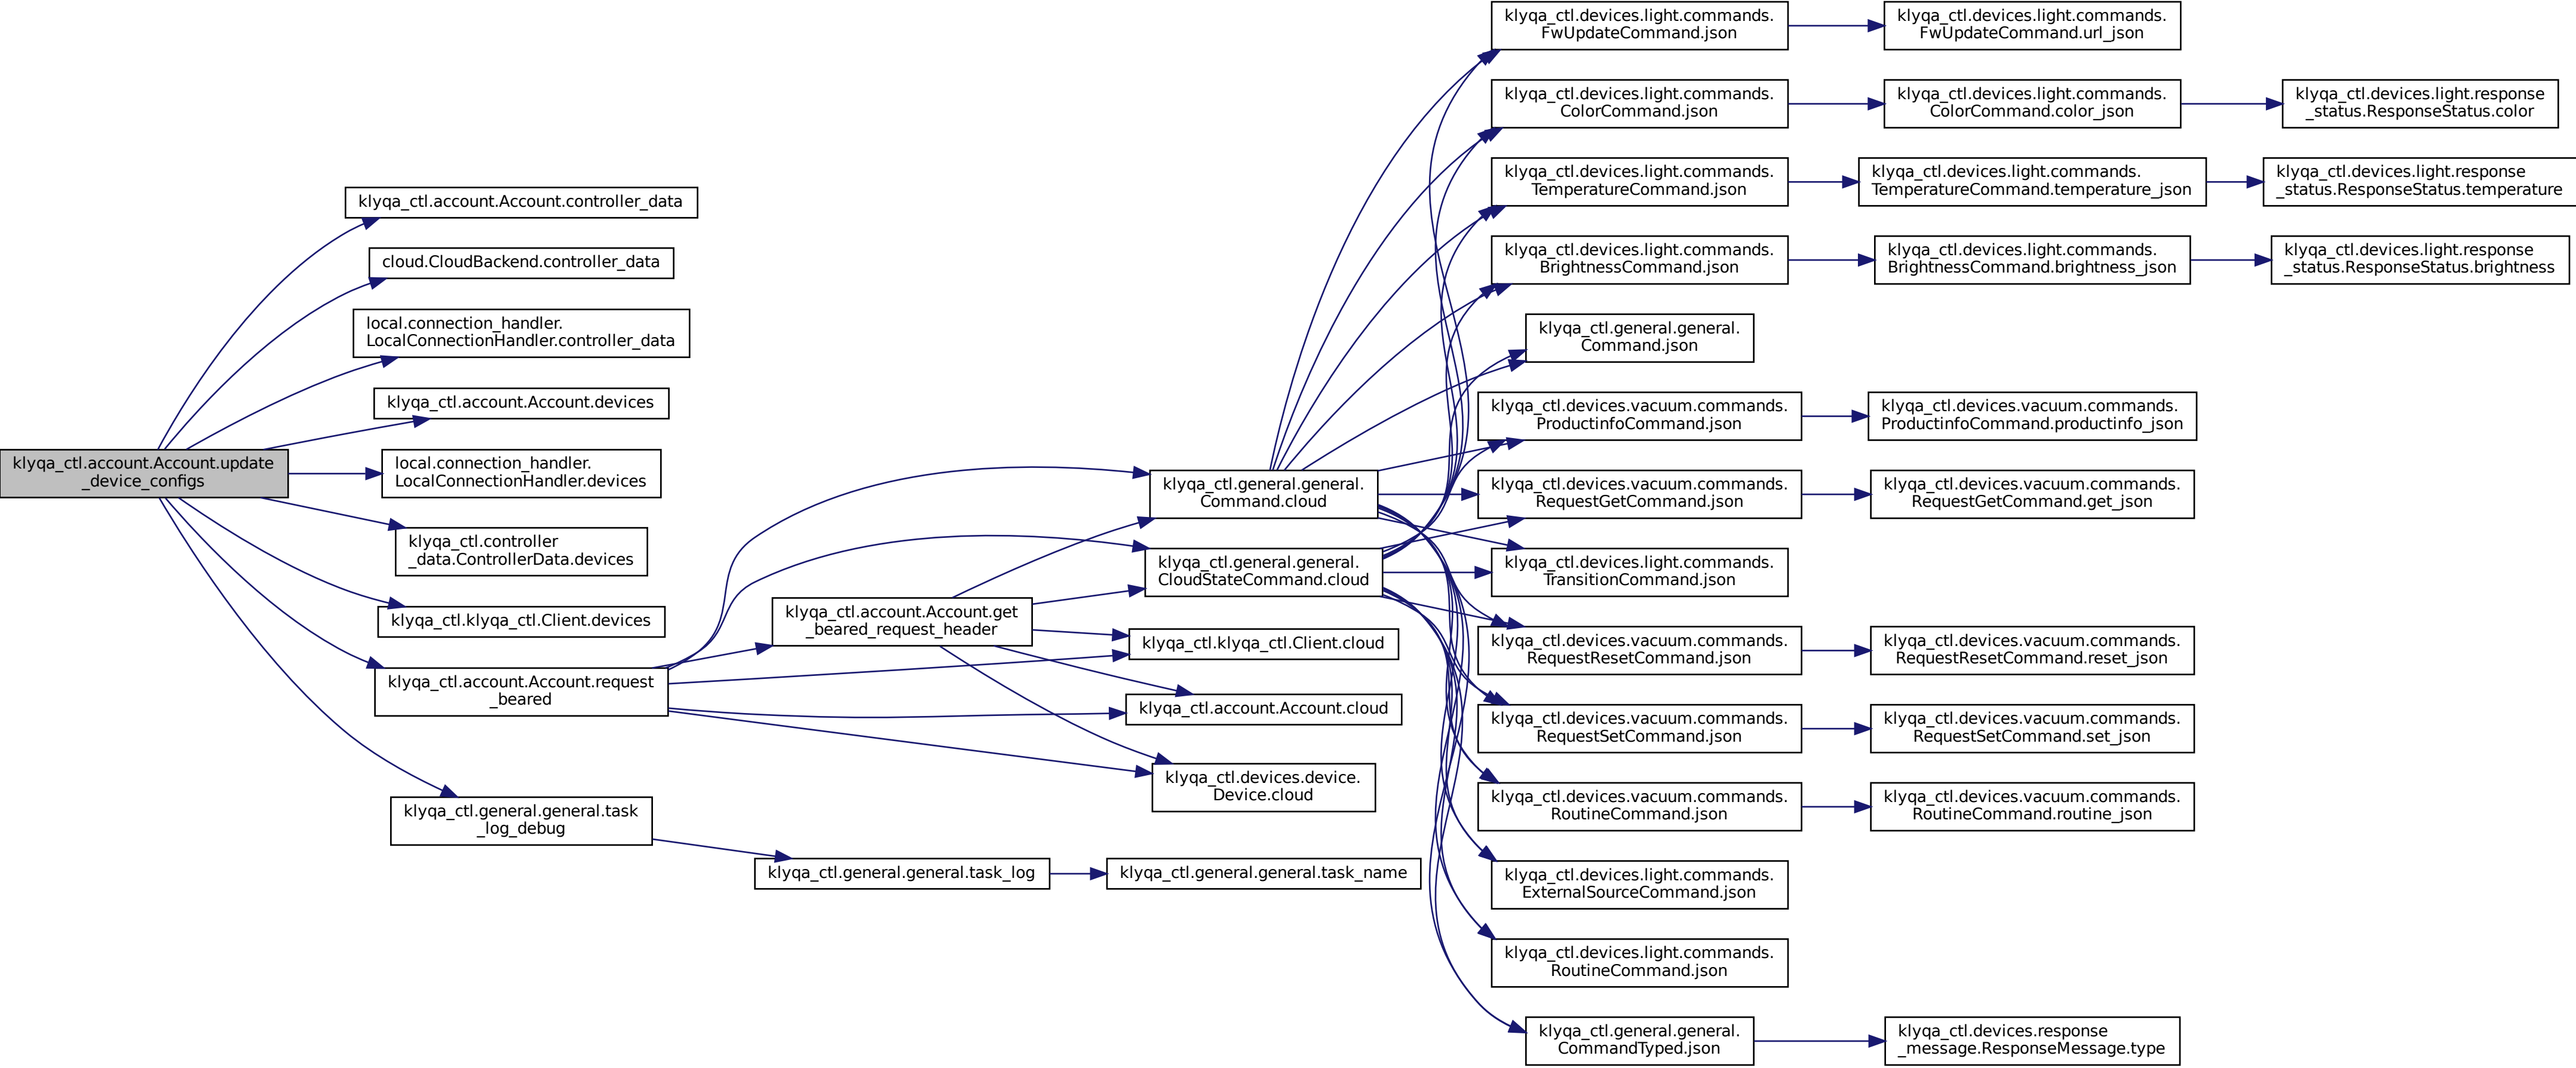 klyqa_ctl.account.Account.update
_device_configs
klyqa_ctl.account.Account.controller_data
cloud.CloudBackend.controller_data
local.connection_handler.
LocalConnectionHandler.controller_data
klyqa_ctl.account.Account.devices
local.connection_handler.
LocalConnectionHandler.devices
klyqa_ctl.controller
_data.ControllerData.devices
klyqa_ctl.klyqa_ctl.Client.devices
klyqa_ctl.account.Account.request
_beared
klyqa_ctl.general.general.task
_log_debug
klyqa_ctl.account.Account.get
_beared_request_header
klyqa_ctl.general.general.task_log
klyqa_ctl.general.general.
Command.cloud
klyqa_ctl.general.general.
CloudStateCommand.cloud
klyqa_ctl.klyqa_ctl.Client.cloud
klyqa_ctl.account.Account.cloud
klyqa_ctl.devices.device.
Device.cloud
klyqa_ctl.general.general.task_name
klyqa_ctl.devices.light.commands.
FwUpdateCommand.json
klyqa_ctl.devices.light.commands.
ColorCommand.json
klyqa_ctl.devices.light.commands.
TemperatureCommand.json
klyqa_ctl.devices.light.commands.
BrightnessCommand.json
klyqa_ctl.general.general.
Command.json
klyqa_ctl.devices.vacuum.commands.
ProductinfoCommand.json
klyqa_ctl.devices.vacuum.commands.
RequestGetCommand.json
klyqa_ctl.devices.light.commands.
TransitionCommand.json
klyqa_ctl.devices.vacuum.commands.
RequestResetCommand.json
klyqa_ctl.devices.vacuum.commands.
RequestSetCommand.json
klyqa_ctl.devices.vacuum.commands.
RoutineCommand.json
klyqa_ctl.devices.light.commands.
ExternalSourceCommand.json
klyqa_ctl.devices.light.commands.
RoutineCommand.json
klyqa_ctl.general.general.
CommandTyped.json
klyqa_ctl.devices.light.commands.
FwUpdateCommand.url_json
klyqa_ctl.devices.light.commands.
ColorCommand.color_json
klyqa_ctl.devices.light.commands.
TemperatureCommand.temperature_json
klyqa_ctl.devices.light.commands.
BrightnessCommand.brightness_json
klyqa_ctl.devices.vacuum.commands.
ProductinfoCommand.productinfo_json
klyqa_ctl.devices.vacuum.commands.
RequestGetCommand.get_json
klyqa_ctl.devices.vacuum.commands.
RequestResetCommand.reset_json
klyqa_ctl.devices.vacuum.commands.
RequestSetCommand.set_json
klyqa_ctl.devices.vacuum.commands.
RoutineCommand.routine_json
klyqa_ctl.devices.response
_message.ResponseMessage.type
klyqa_ctl.devices.light.response
_status.ResponseStatus.color
klyqa_ctl.devices.light.response
_status.ResponseStatus.temperature
klyqa_ctl.devices.light.response
_status.ResponseStatus.brightness